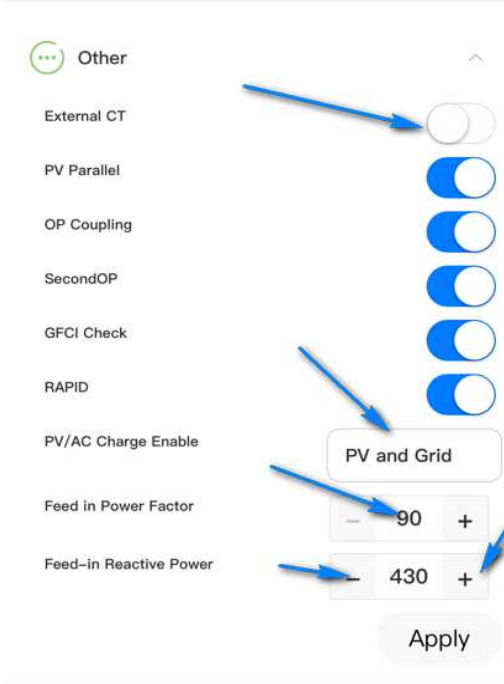 Other
External CT
PV Parallel
OP Coupling
SecondOP
GFCI Check
RAPID
PV/AC Charge Enable
PV and Grid
Feed in Power Factor
− 90 +
Feed-in Reactive Power
− 430 +
Apply